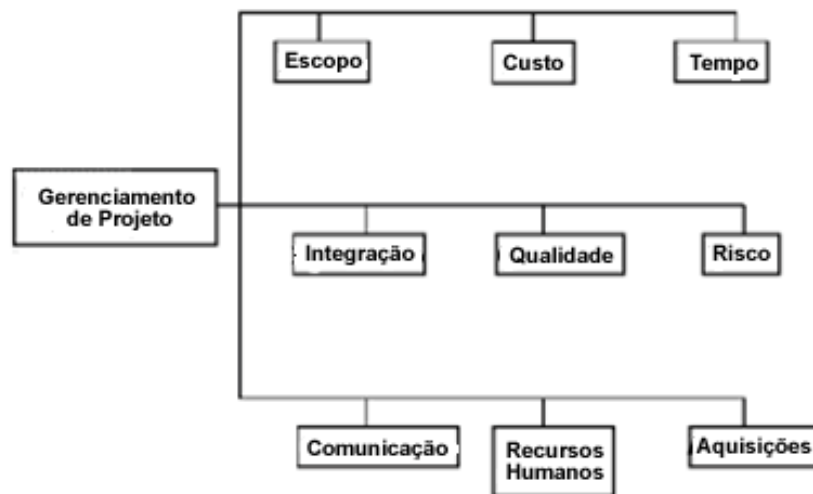 Escopo
Custo
Tempo
Gerenciamento
de Projeto
Integração
Qualidade
Risco
Comunicação
Recursos
Humanos
Aquisições